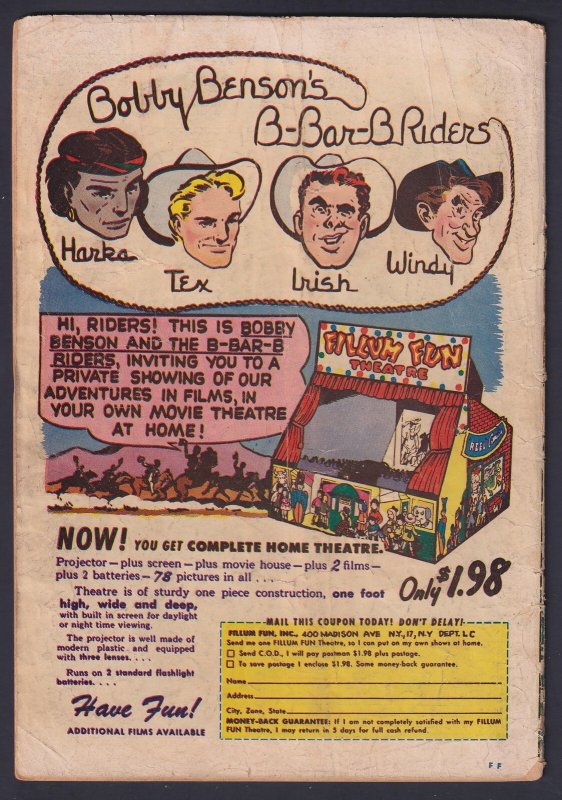 Bobby Benson's
B-Bar-B Riders
Harka
Tex
Irish
Windy
HI, RIDERS! THIS IS BOBBY
BENSON AND THE B-BAR-B
RIDERS, INVITING YOU TO A
PRIVATE SHOWING OF OUR
ADVENTURES IN FILMS, IN
YOUR OWN MOVIE THEATRE
AT HOME!
FILLUM FUN
THEATRE
NOW! YOU GET COMPLETE HOME THEATRE.
Projector—plus screen—plus movie house—plus 2 films—
plus 2 batteries—78 pictures in all . . . .
Only $1.98
Theatre is of sturdy one piece construction, one foot
high, wide and deep,
with built in screen for daylight
or night time viewing.
The projector is well made of
modern plastic and equipped
with three lenses. . . .
Runs on 2 standard flashlight
batteries. . . .
Have Fun!
ADDITIONAL FILMS AVAILABLE
MAIL THIS COUPON TODAY! DON'T DELAY!
FILLUM FUN, INC., 400 MADISON AVE N.Y., 17, N.Y DEPT. LC
Send me one FILLUM FUN Theatre, so I can put on my own shows at home.
Send C.O.D., I will pay postman $1.98 plus postage.
To save postage I enclose $1.98. Same money-back guarantee.
Name
Address
City, Zone, State
MONEY-BACK GUARANTEE: If I am not completely satisfied with my FILLUM
FUN Theatre, I may return in 5 days for full cash refund.
F F